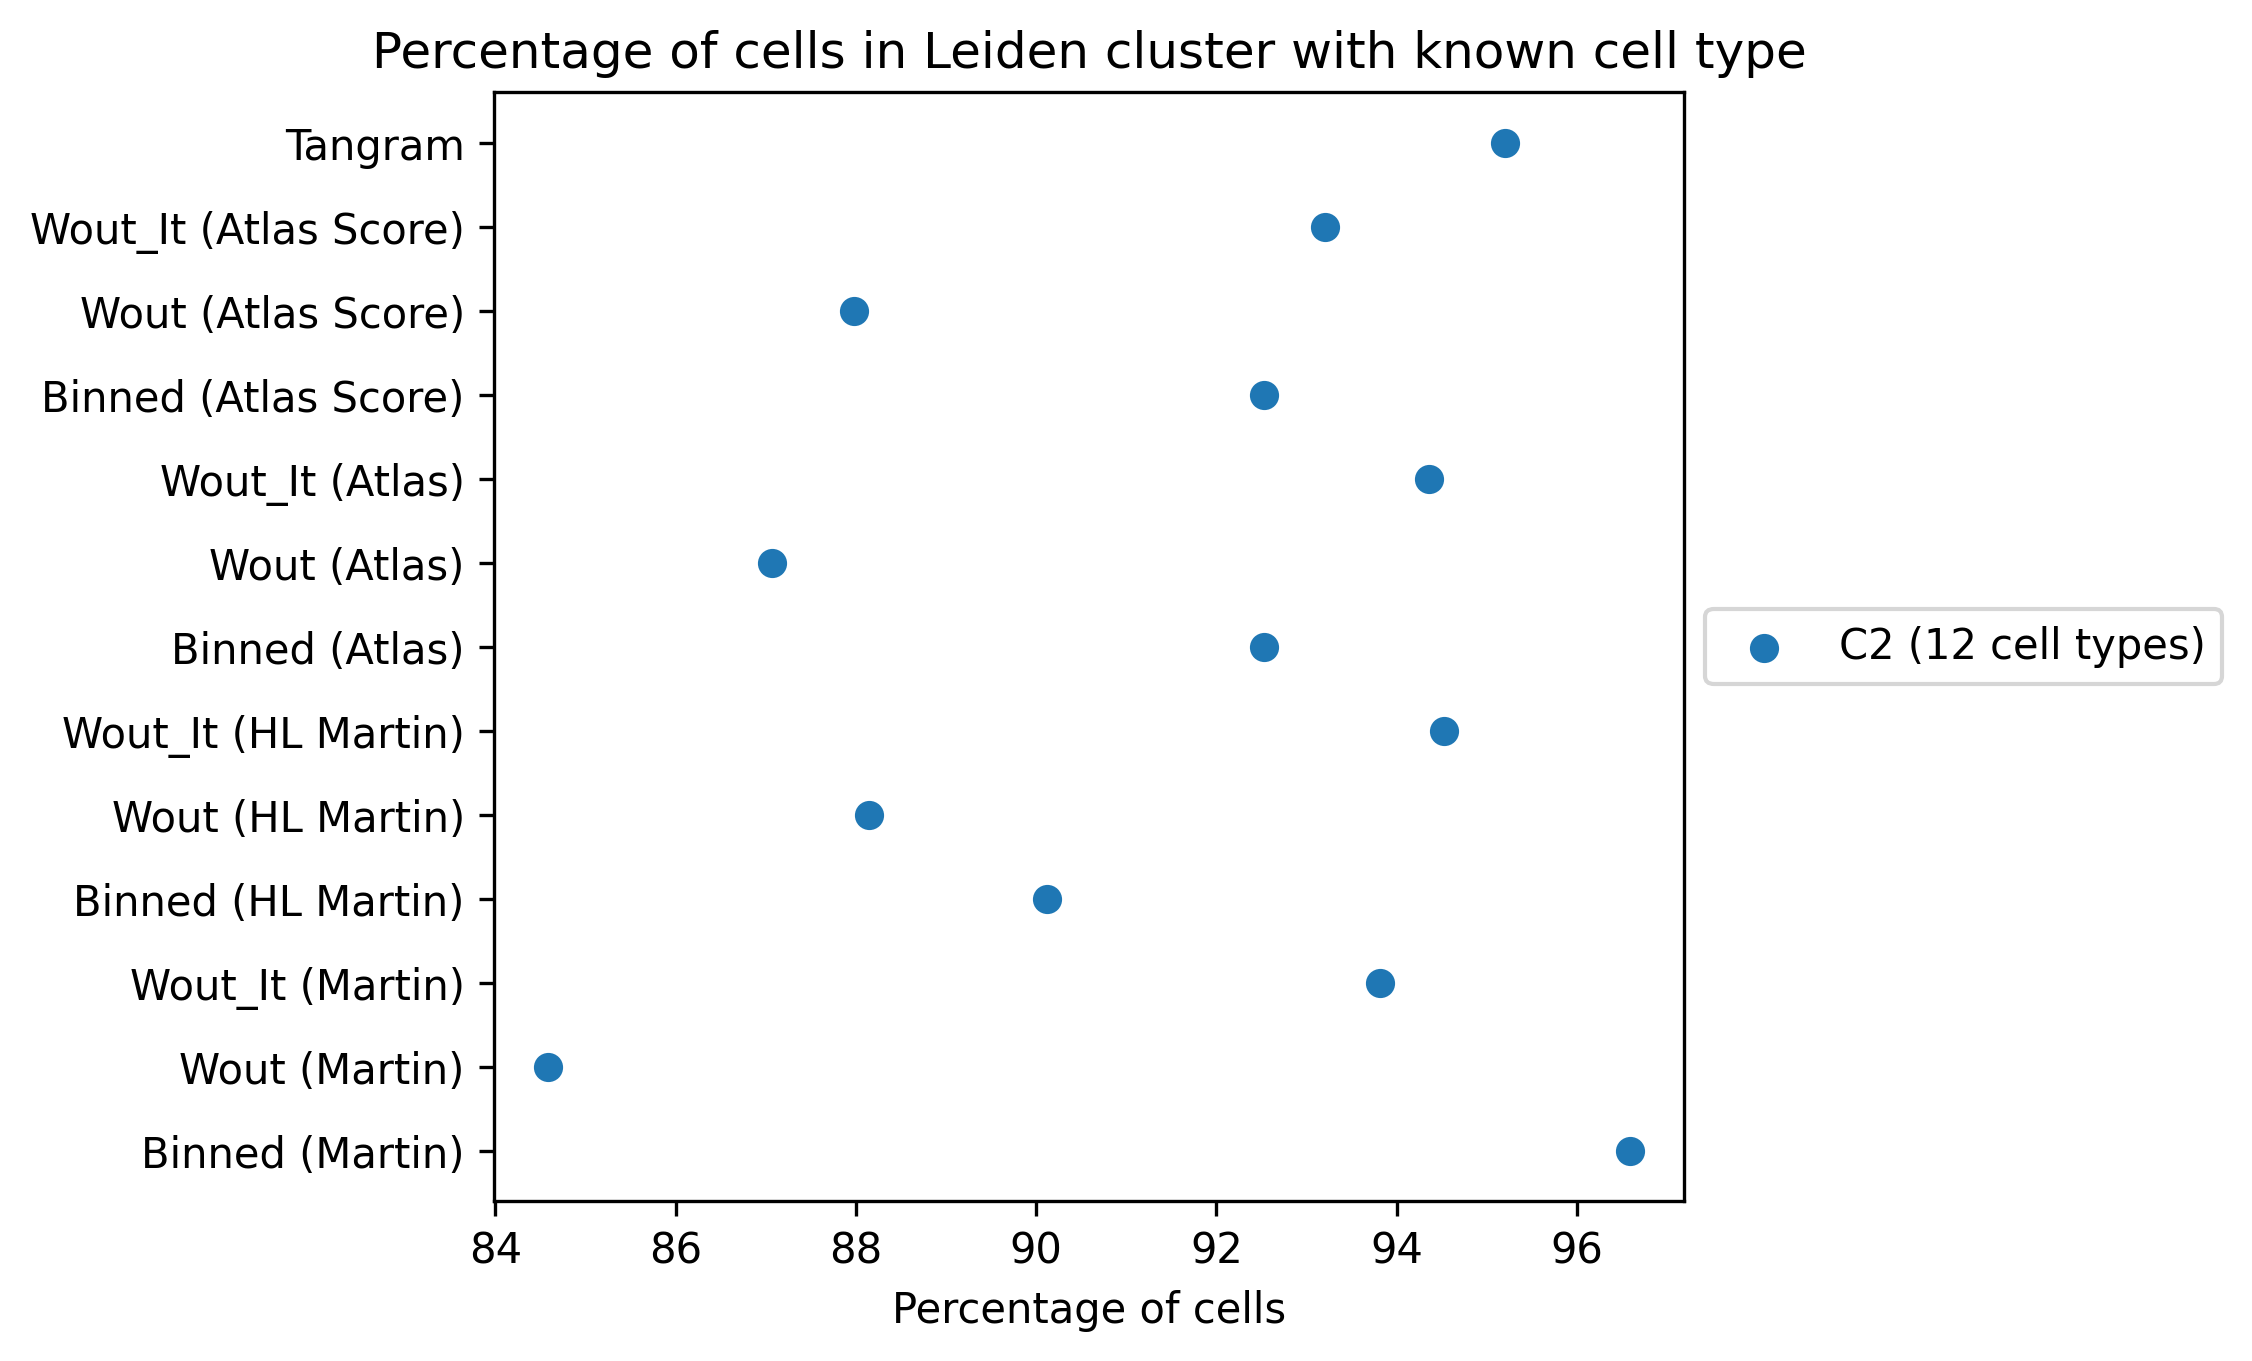 Percentage of cells in Leiden cluster with known cell type
Tangram
Wout_It (Atlas Score)
Wout (Atlas Score)
Binned (Atlas Score)
Wout_It (Atlas)
Wout (Atlas)
Binned (Atlas)
Wout_It (HL Martin)
Wout (HL Martin)
Binned (HL Martin)
Wout_It (Martin)
Wout (Martin)
Binned (Martin)
C2 (12 cell types)
84 86 88 90 92 94 96
Percentage of cells